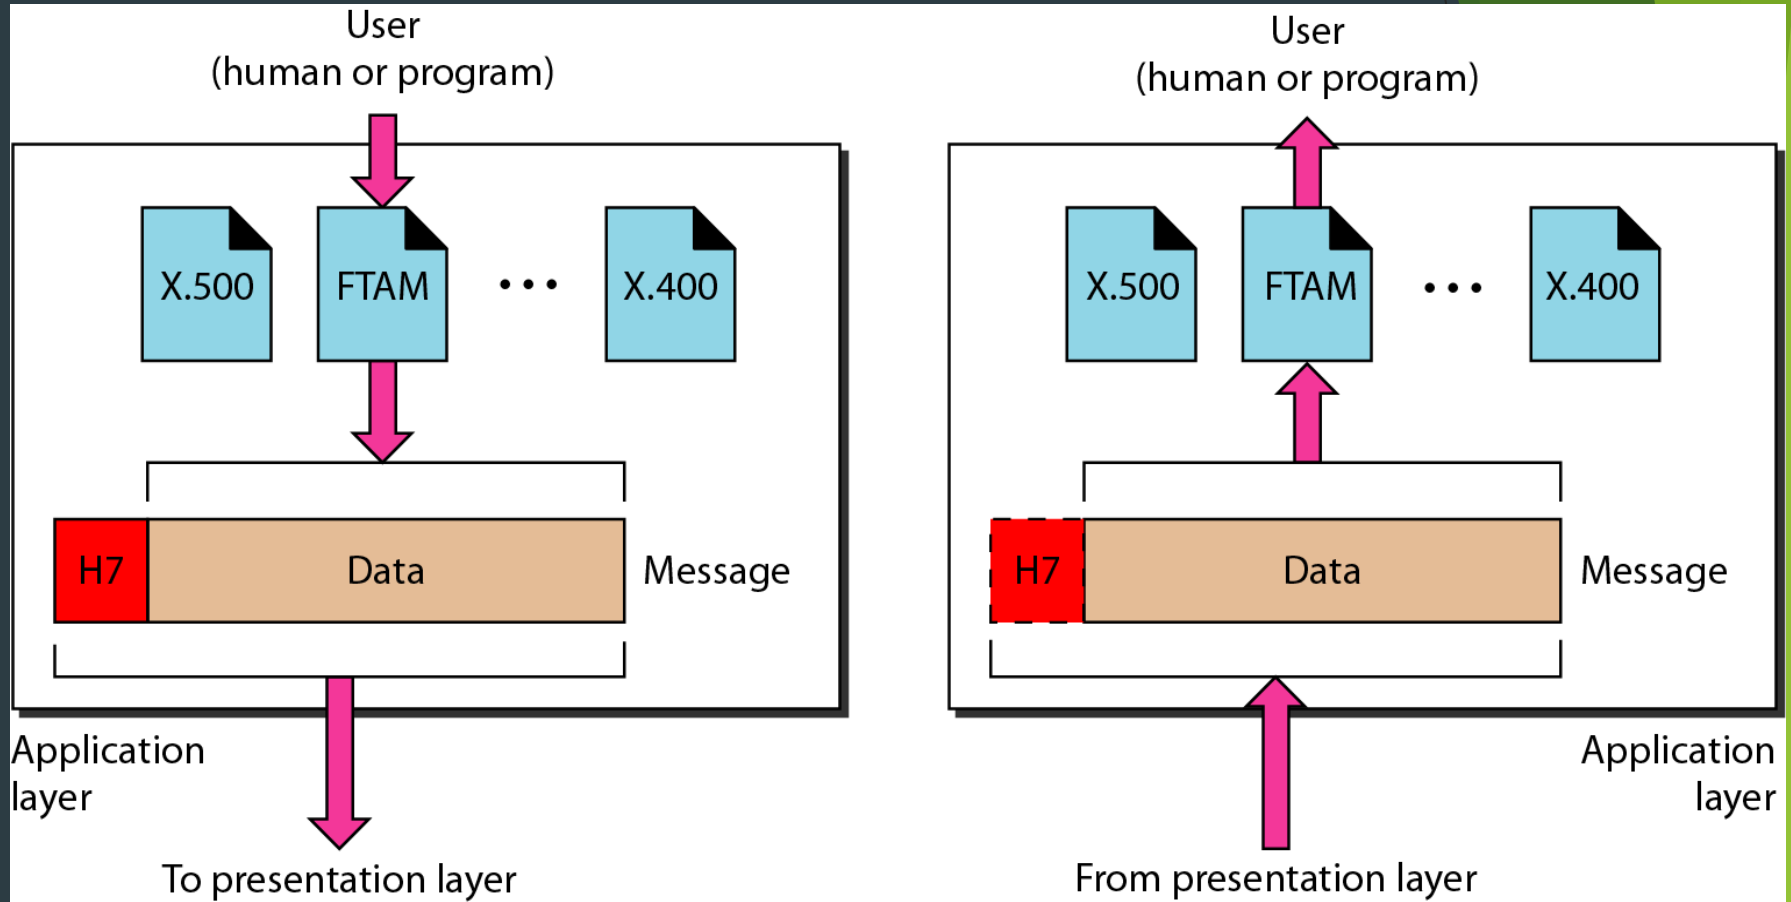 User
(human or program)
X.500
FTAM
...
X.400
H7
Data
Message
Application
layer
To presentation layer
User
(human or program)
X.500
FTAM
...
X.400
H7
Data
Message
Application
layer
From presentation layer